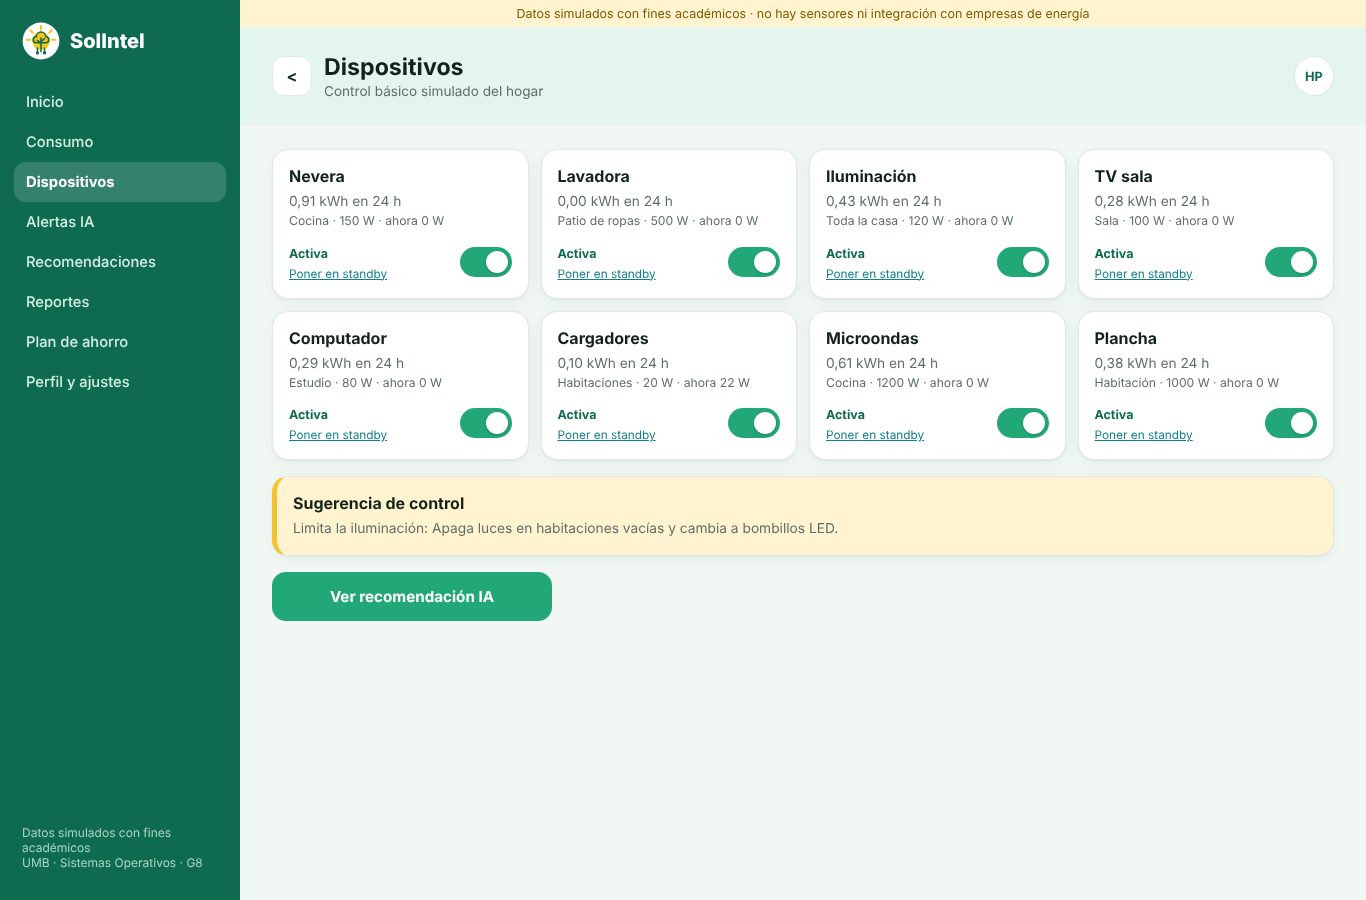 Datos simulados con fines académicos · no hay sensores ni integración con empresas de energía
SolIntel
Inicio
Consumo
Dispositivos
Alertas IA
Recomendaciones
Reportes
Plan de ahorro
Perfil y ajustes
Datos simulados con fines
académicos
UMB · Sistemas Operativos · G8
<
Dispositivos
Control básico simulado del hogar
HP
Nevera
0,91 kWh en 24 h
Cocina · 150 W · ahora 0 W
Activa
Poner en standby
Lavadora
0,00 kWh en 24 h
Patio de ropas · 500 W · ahora 0 W
Activa
Poner en standby
Iluminación
0,43 kWh en 24 h
Toda la casa · 120 W · ahora 0 W
Activa
Poner en standby
TV sala
0,28 kWh en 24 h
Sala · 100 W · ahora 0 W
Activa
Poner en standby
Computador
0,29 kWh en 24 h
Estudio · 80 W · ahora 0 W
Activa
Poner en standby
Cargadores
0,10 kWh en 24 h
Habitaciones · 20 W · ahora 22 W
Activa
Poner en standby
Microondas
0,61 kWh en 24 h
Cocina · 1200 W · ahora 0 W
Activa
Poner en standby
Plancha
0,38 kWh en 24 h
Habitación · 1000 W · ahora 0 W
Activa
Poner en standby
Sugerencia de control
Limita la iluminación: Apaga luces en habitaciones vacías y cambia a bombillos LED.
Ver recomendación IA